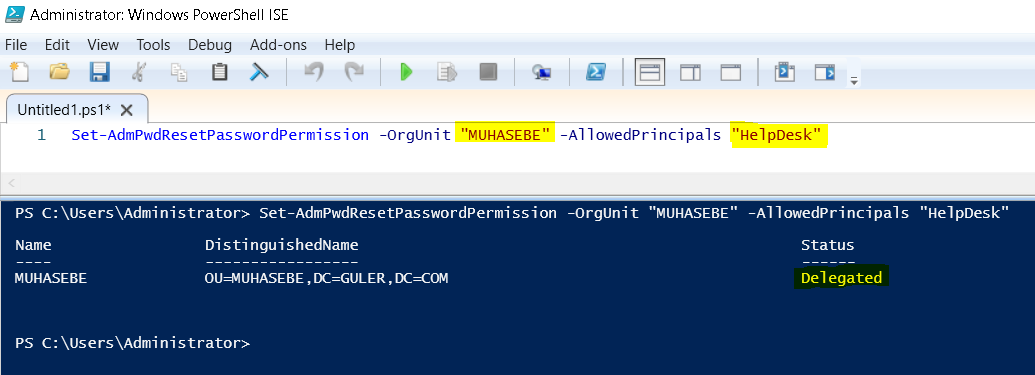 Administrator: Windows PowerShell ISE
File Edit View Tools Debug Add-ons Help
Untitled1.ps1*
1 Set-AdmPwdResetPasswordPermission -OrgUnit "MUHASEBE" -AllowedPrincipals "HelpDesk"
PS C:\Users\Administrator> Set-AdmPwdResetPasswordPermission -OrgUnit "MUHASEBE" -AllowedPrincipals "HelpDesk"
Name DistinguishedName Status
---- ----------------- ------
MUHASEBE OU=MUHASEBE,DC=GULER,DC=COM Delegated
PS C:\Users\Administrator>